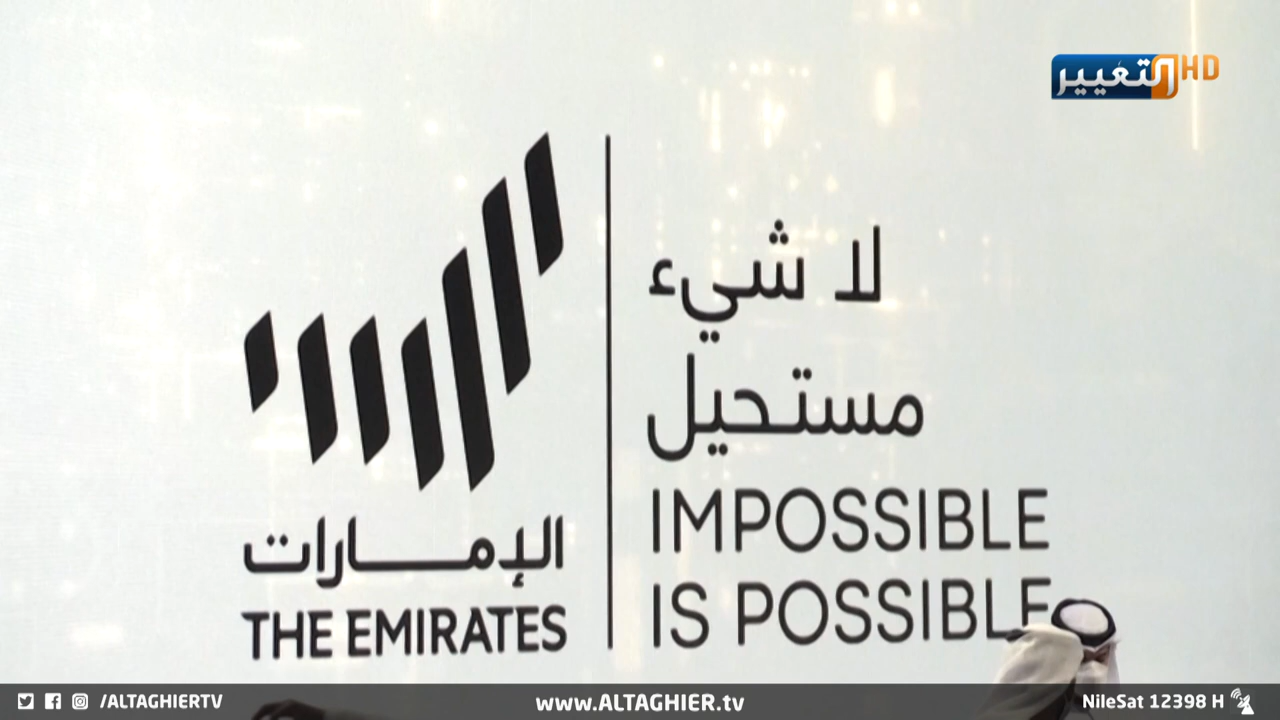 التغيير HD
لا شيء
مستحيل
IMPOSSIBLE
IS POSSIBLE
الإمارات
THE EMIRATES
/ALTAGHIERTV
www.ALTAGHIER.tv
NileSat 12398 H